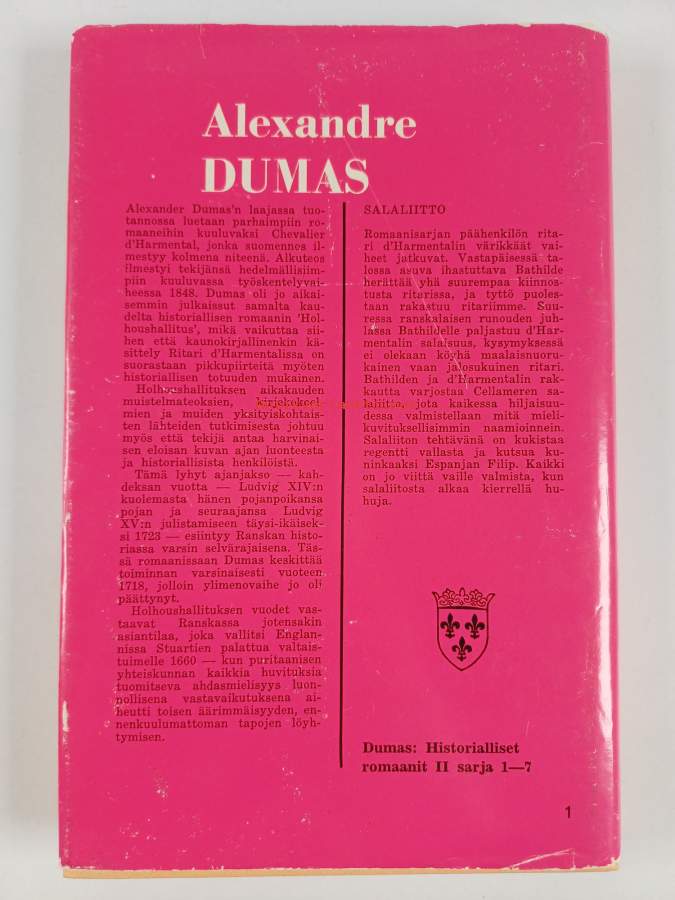 Alexandre
DUMAS
Alexander Dumas'n laajassa tuo-
tannossa luetaan parhaimpiin ro-
maaneihin kuuluvaksi Chevalier
d'Harmental, jonka suomennos il-
mestyy kolmena niteenä. Alkuteos
ilmestyi tekijänsä hedelmällisiim-
piin kuuluvassa työskentelyvai-
heessa 1848. Dumas oli jo aikai-
semmin julkaissut samalta kau-
delta historiallisen romaanin 'Hol-
houshallitus', mikä vaikuttaa sii-
hen että kaunokirjallinenkin kä-
sittely Ritari d'Harmentalissa on
suorastaan pikkupiirteitä myöten
historiallisen totuuden mukainen.
Holhoushallituksen aikakauden
muistelmateoksien, kirjekokoel-
mien ja muiden yksityiskohtais-
ten lähteiden tutkimisesta johtuu
myös että tekijä antaa harvinai-
sen eloisan kuvan ajan luonteesta
ja historiallisista henkilöistä.
Tämä lyhyt ajanjakso — kah-
deksan vuotta — Ludvig XIV:n
kuolemasta hänen pojanpoikansa
pojan ja seuraajansa Ludvig
XV:n julistamiseen täysi-ikäisek-
si 1723 — esiintyy Ranskan histo-
riassa varsin selvärajaisena. Täs-
sä romaanissaan Dumas keskittää
toiminnan varsinaisesti vuoteen
1718, jolloin ylimenovaihe jo oli
päättynyt.
Holhoushallituksen vuodet vas-
taavat Ranskassa jotensakin
asiantilaa, joka vallitsi Englan-
nissa Stuartien palattua valtais-
tuimelle 1660 — kun puritaanisen
yhteiskunnan kaikkia huvituksia
tuomitseva ahdasmielisyys luon-
nollisena vastavaikutuksena ai-
heutti toisen äärimmäisyyden, en-
nenkuulumattoman tapojen löyh-
tymisen.
SALALIITTO
Romaanisarjan päähenkilön rita-
ri d'Harmentalin värikkäät vai-
heet jatkuvat. Vastapäisessä ta-
lossa asuva ihastuttava Bathilde
herättää yhä suurempaa kiinnos-
tusta ritarissa, ja tyttö puoles-
taan rakastuu ritariimme. Suu-
ressa ranskalaisen runouden juh-
lassa Bathildelle paljastuu d'Har-
mentalin salaisuus, kysymyksessä
ei olekaan köyhä maalaisnuoru-
kainen vaan jalosukuinen ritari.
Bathilden ja d'Harmentalin rak-
kautta varjostaa Cellameren sa-
laliitto, jota kaikessa hiljaisuu-
dessa valmistellaan mitä mieli-
kuvituksellisimmin naamioinnein.
Salaliiton tehtävänä on kukistaa
regentti vallasta ja kutsua ku-
ninkaaksi Espanjan Filip. Kaikki
on jo viittä vaille valmista, kun
salaliitosta alkaa kierrellä hu-
huja.
Dumas: Historialliset
romaanit II sarja 1—7
1